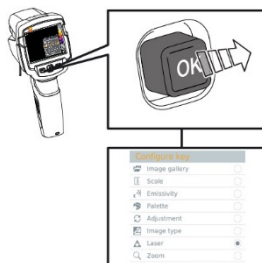 OK
Configure key
Image gallery
Scale
Emissivity
Palette
Adjustment
Image type
Laser
Zoom